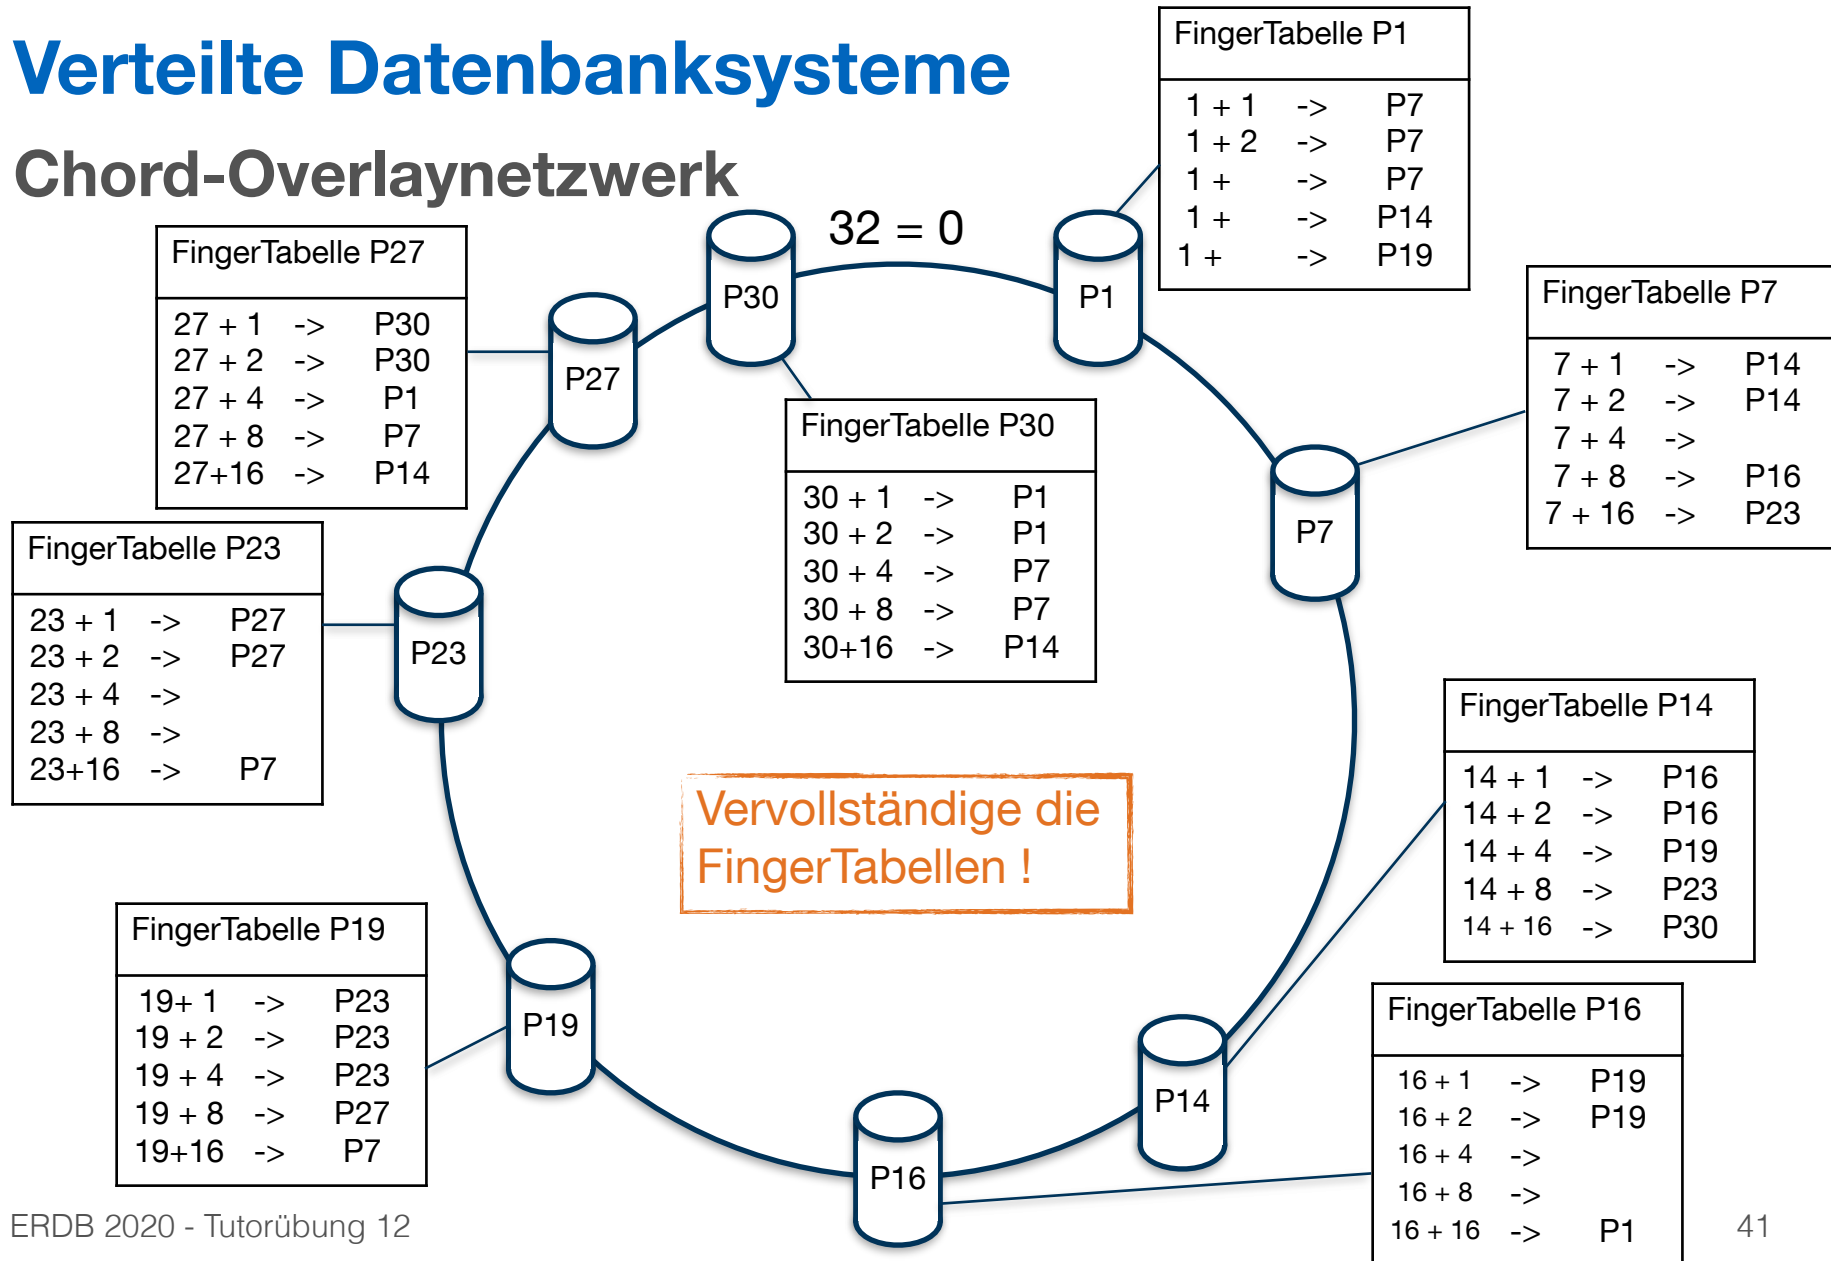 Verteilte Datenbanksysteme
Chord-Overlaynetzwerk
32 = 0
FingerTabelle P1
1 + 1 -> P7
1 + 2 -> P7
1 + -> P7
1 + -> P14
1 + -> P19
FingerTabelle P27
27 + 1 -> P30
27 + 2 -> P30
27 + 4 -> P1
27 + 8 -> P7
27+16 -> P14
P30
P1
P27
FingerTabelle P7
7 + 1 -> P14
7 + 2 -> P14
7 + 4 ->
7 + 8 -> P16
7 + 16 -> P23
FingerTabelle P30
30 + 1 -> P1
30 + 2 -> P1
30 + 4 -> P7
30 + 8 -> P7
30+16 -> P14
P7
FingerTabelle P23
23 + 1 -> P27
23 + 2 -> P27
23 + 4 ->
23 + 8 ->
23+16 -> P7
P23
FingerTabelle P14
14 + 1 -> P16
14 + 2 -> P16
14 + 4 -> P19
14 + 8 -> P23
14 + 16 -> P30
Vervollständige die
FingerTabellen !
FingerTabelle P19
19+ 1 -> P23
19 + 2 -> P23
19 + 4 -> P23
19 + 8 -> P27
19+16 -> P7
P19
P16
P14
FingerTabelle P16
16 + 1 -> P19
16 + 2 -> P19
16 + 4 ->
16 + 8 ->
16 + 16 -> P1
ERDB 2020 - Tutorübung 12
41